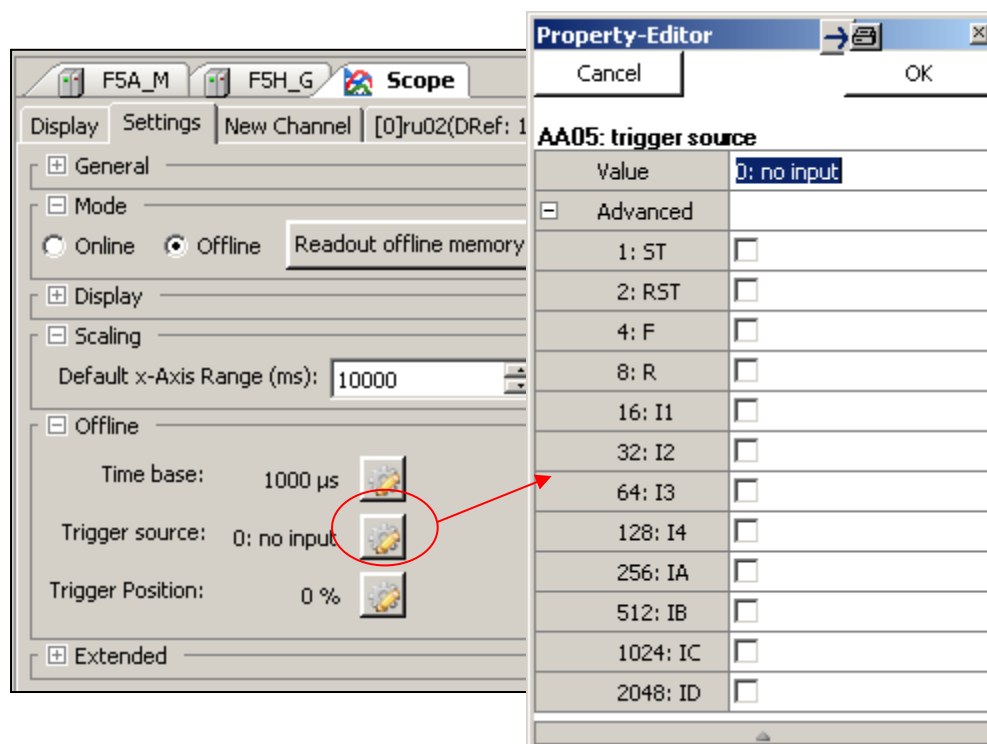 F5A_M F5H_G Scope
Display Settings New Channel [0]ru02(DRef: 1
General
Mode
Online Offline Readout offline memory
Display
Scaling
Default x-Axis Range (ms): 10000
Offline
Time base: 1000 µs
Trigger source: 0: no input
Trigger Position: 0 %
Extended
Property-Editor
Cancel OK
AA05: trigger source
Value 0: no input
Advanced
1: ST
2: RST
4: F
8: R
16: I1
32: I2
64: I3
128: I4
256: IA
512: IB
1024: IC
2048: ID